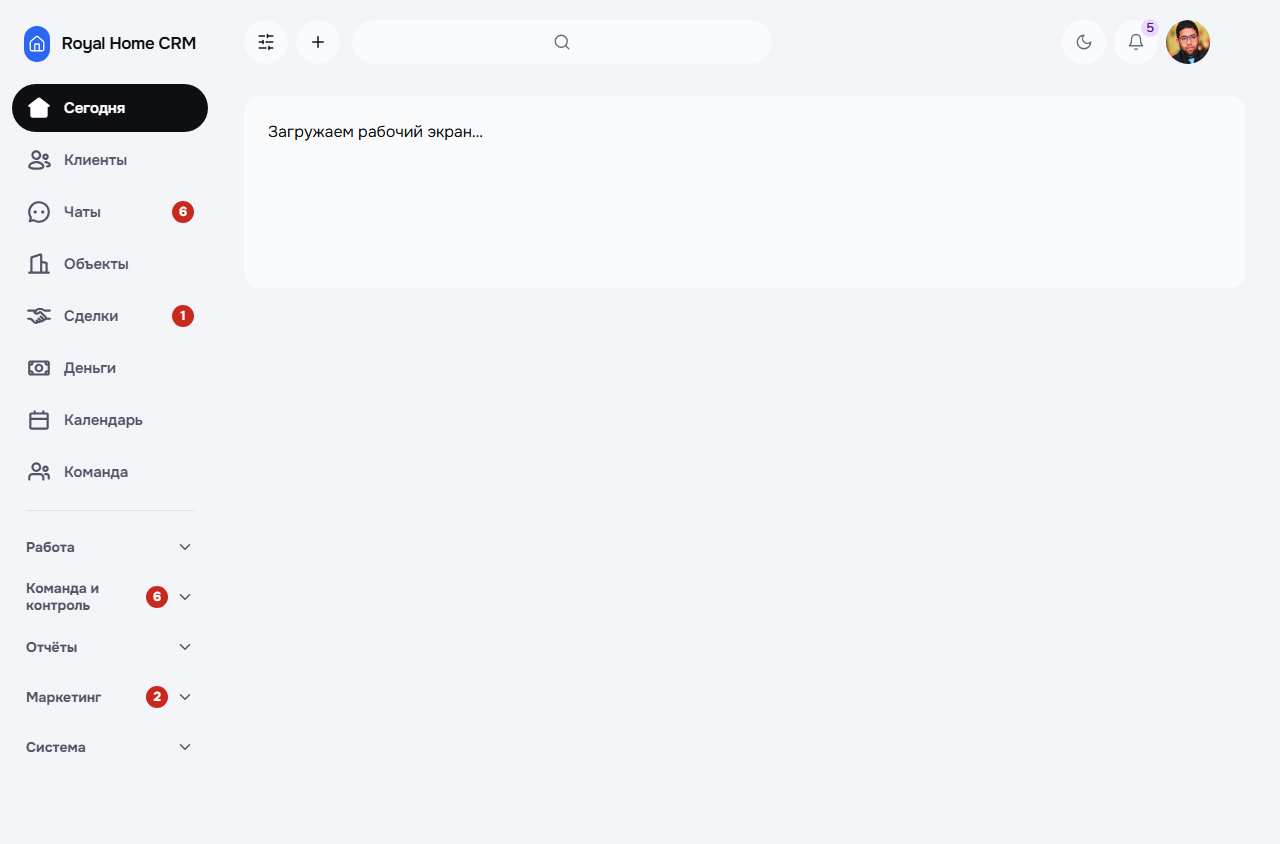 Royal Home CRM
5
Сегодня
Клиенты
Чаты 6
Объекты
Сделки 1
Деньги
Календарь
Команда
Работа
Команда и
контроль 6
Отчёты
Маркетинг 2
Система
Загружаем рабочий экран...